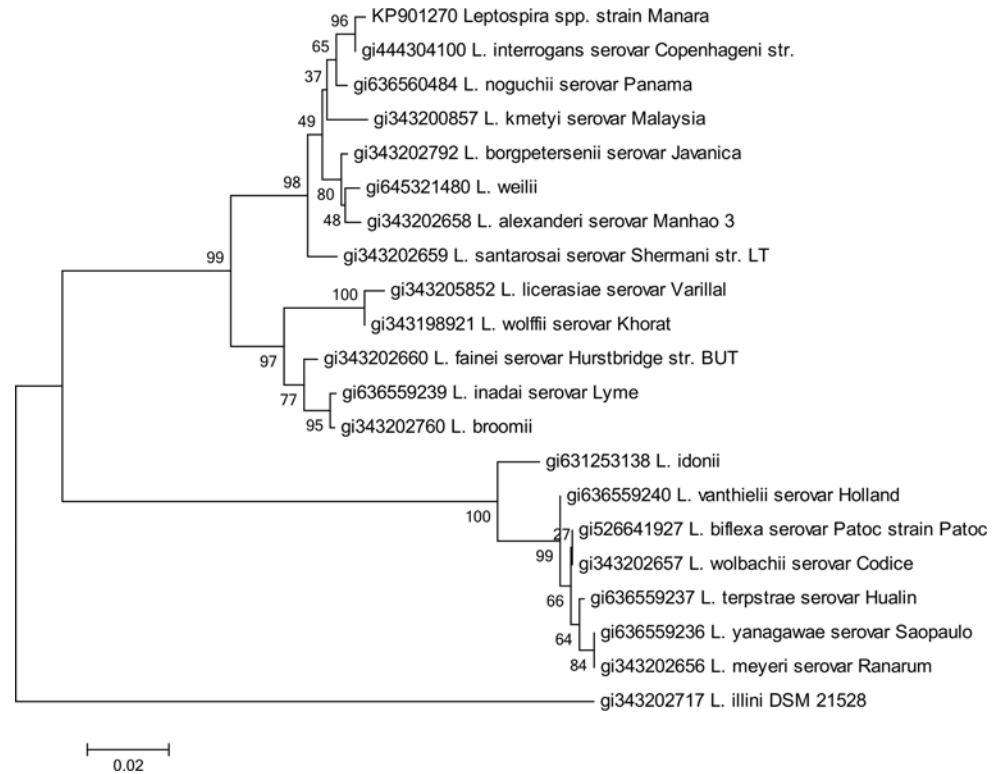 96 KP901270 Leptospira spp. strain Manara
65 gi444304100 L. interrogans serovar Copenhageni str.
37 gi636560484 L. noguchii serovar Panama
49 gi343200857 L. kmetyi serovar Malaysia
gi343202792 L. borgpetersenii serovar Javanica
98 80 gi645321480 L. weilii
48 gi343202658 L. alexanderi serovar Manhao 3
99 gi343202659 L. santarosai serovar Shermani str. LT
100 gi343205852 L. licerasiae serovar Varillal
gi343198921 L. wolffii serovar Khorat
97 gi343202660 L. fainei serovar Hurstbridge str. BUT
77 gi636559239 L. inadai serovar Lyme
95 gi343202760 L. broomii
gi631253138 L. idonii
100 gi636559240 L. vanthielii serovar Holland
27 gi526641927 L. biflexa serovar Patoc strain Patoc
99 gi343202657 L. wolbachii serovar Codice
66 gi636559237 L. terpstrae serovar Hualin
64 gi636559236 L. yanagawae serovar Saopaulo
84 gi343202656 L. meyeri serovar Ranarum
gi343202717 L. illini DSM 21528
0.02